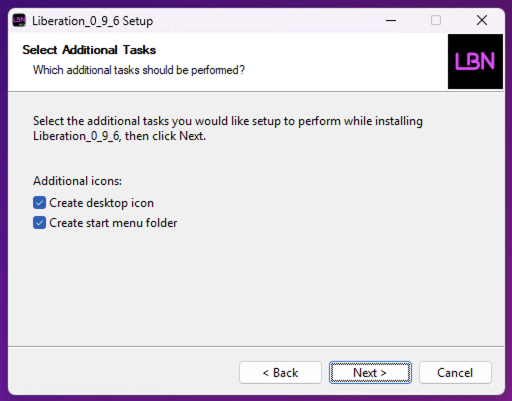 Liberation_0_9_6 Setup
Select Additional Tasks
Which additional tasks should be performed?
LBN
Select the additional tasks you would like setup to perform while installing
Liberation_0_9_6, then click Next.
Additional icons:
Create desktop icon
Create start menu folder
< Back
Next >
Cancel